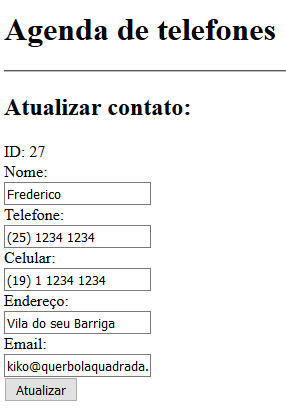 Agenda de telefones
Atualizar contato:
ID: 27
Nome:
Frederico
Telefone:
(25) 1234 1234
Celular:
(19) 1 1234 1234
Endereço:
Vila do seu Barriga
Email:
kiko@querbolaquadrada.
Atualizar